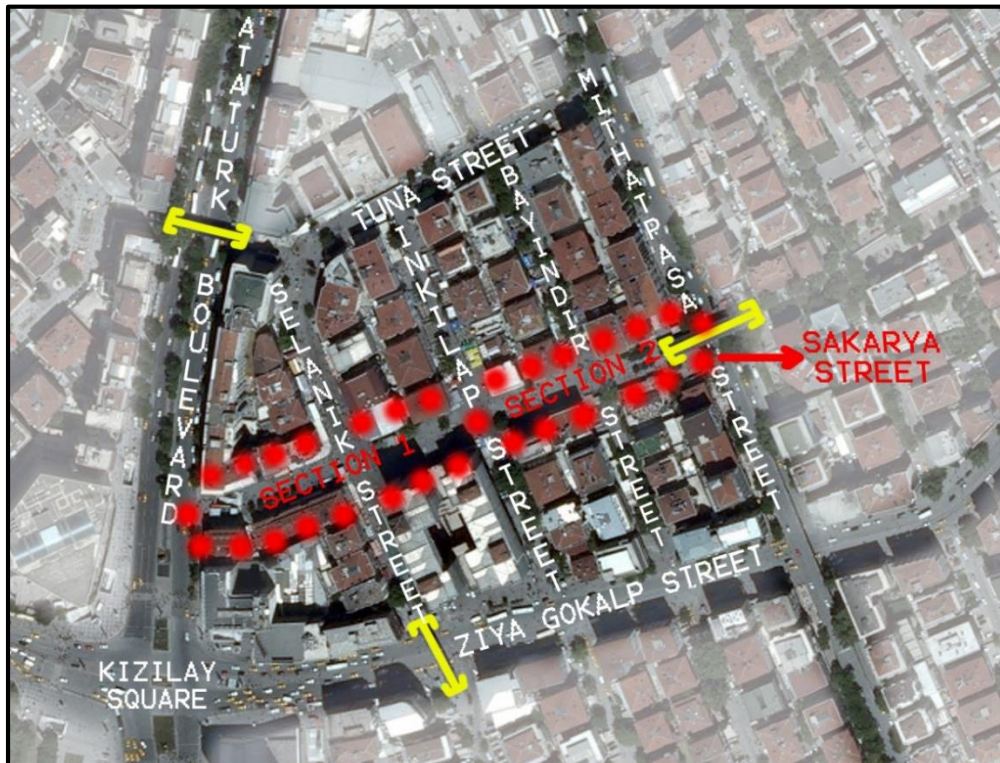 ATATURK BOULEVARD
TUNA STREET
MITHATPASA STREET
SELANIK STREET
INKILAP STREET
BAYINDIR STREET
SECTION 1
SECTION 2
SAKARYA
STREET
ZIYA GOKALP STREET
KIZILAY
SQUARE